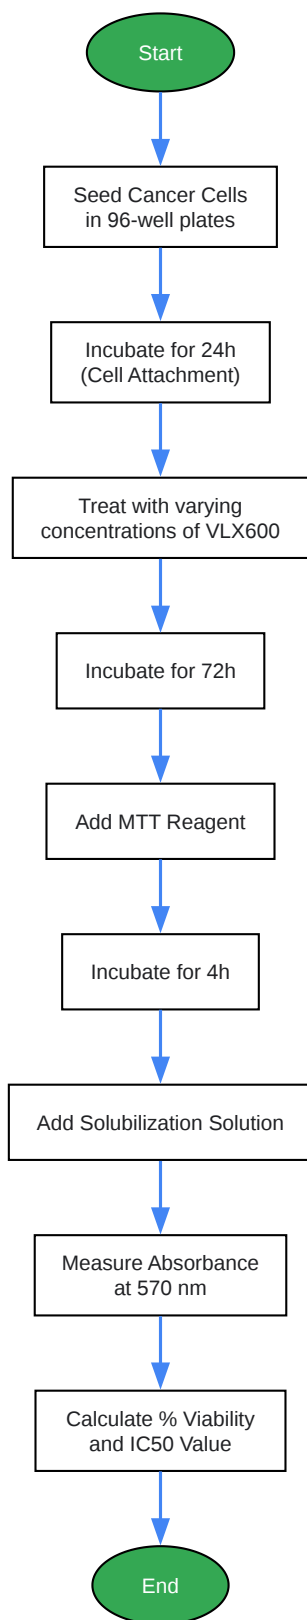 Start
Seed Cancer Cells
in 96-well plates
Incubate for 24h
(Cell Attachment)
Treat with varying
concentrations of VLX600
Incubate for 72h
Add MTT Reagent
Incubate for 4h
Add Solubilization Solution
Measure Absorbance
at 570 nm
Calculate % Viability
and IC50 Value
End